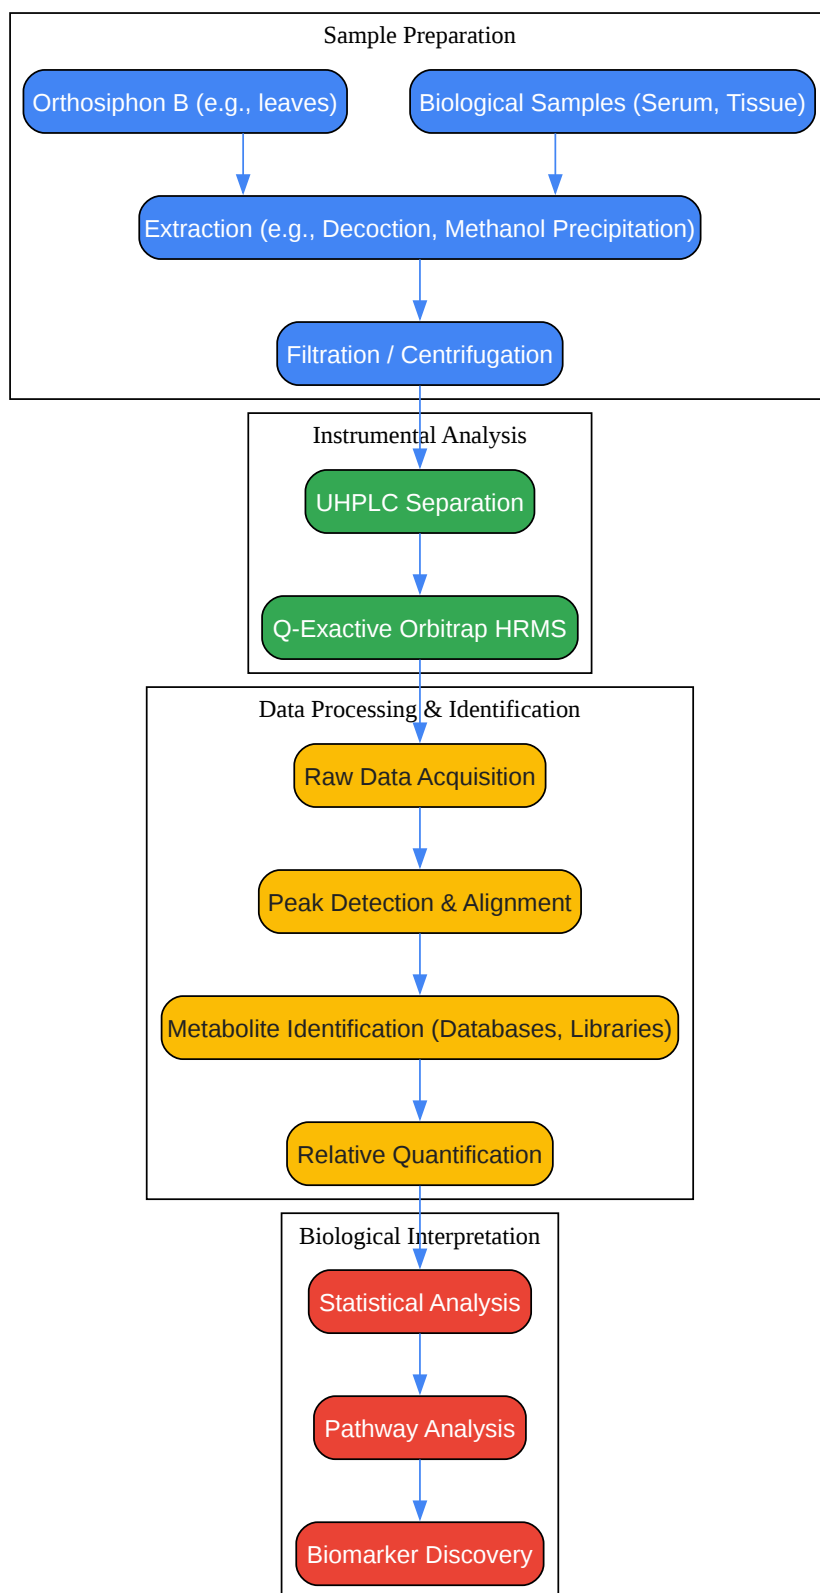 Sample Preparation
Orthosiphon B (e.g., leaves)
Biological Samples (Serum, Tissue)
Extraction (e.g., Decoction, Methanol Precipitation)
Filtration / Centrifugation
Instrumental Analysis
UHPLC Separation
Q-Exactive Orbitrap HRMS
Data Processing & Identification
Raw Data Acquisition
Peak Detection & Alignment
Metabolite Identification (Databases, Libraries)
Relative Quantification
Biological Interpretation
Statistical Analysis
Pathway Analysis
Biomarker Discovery